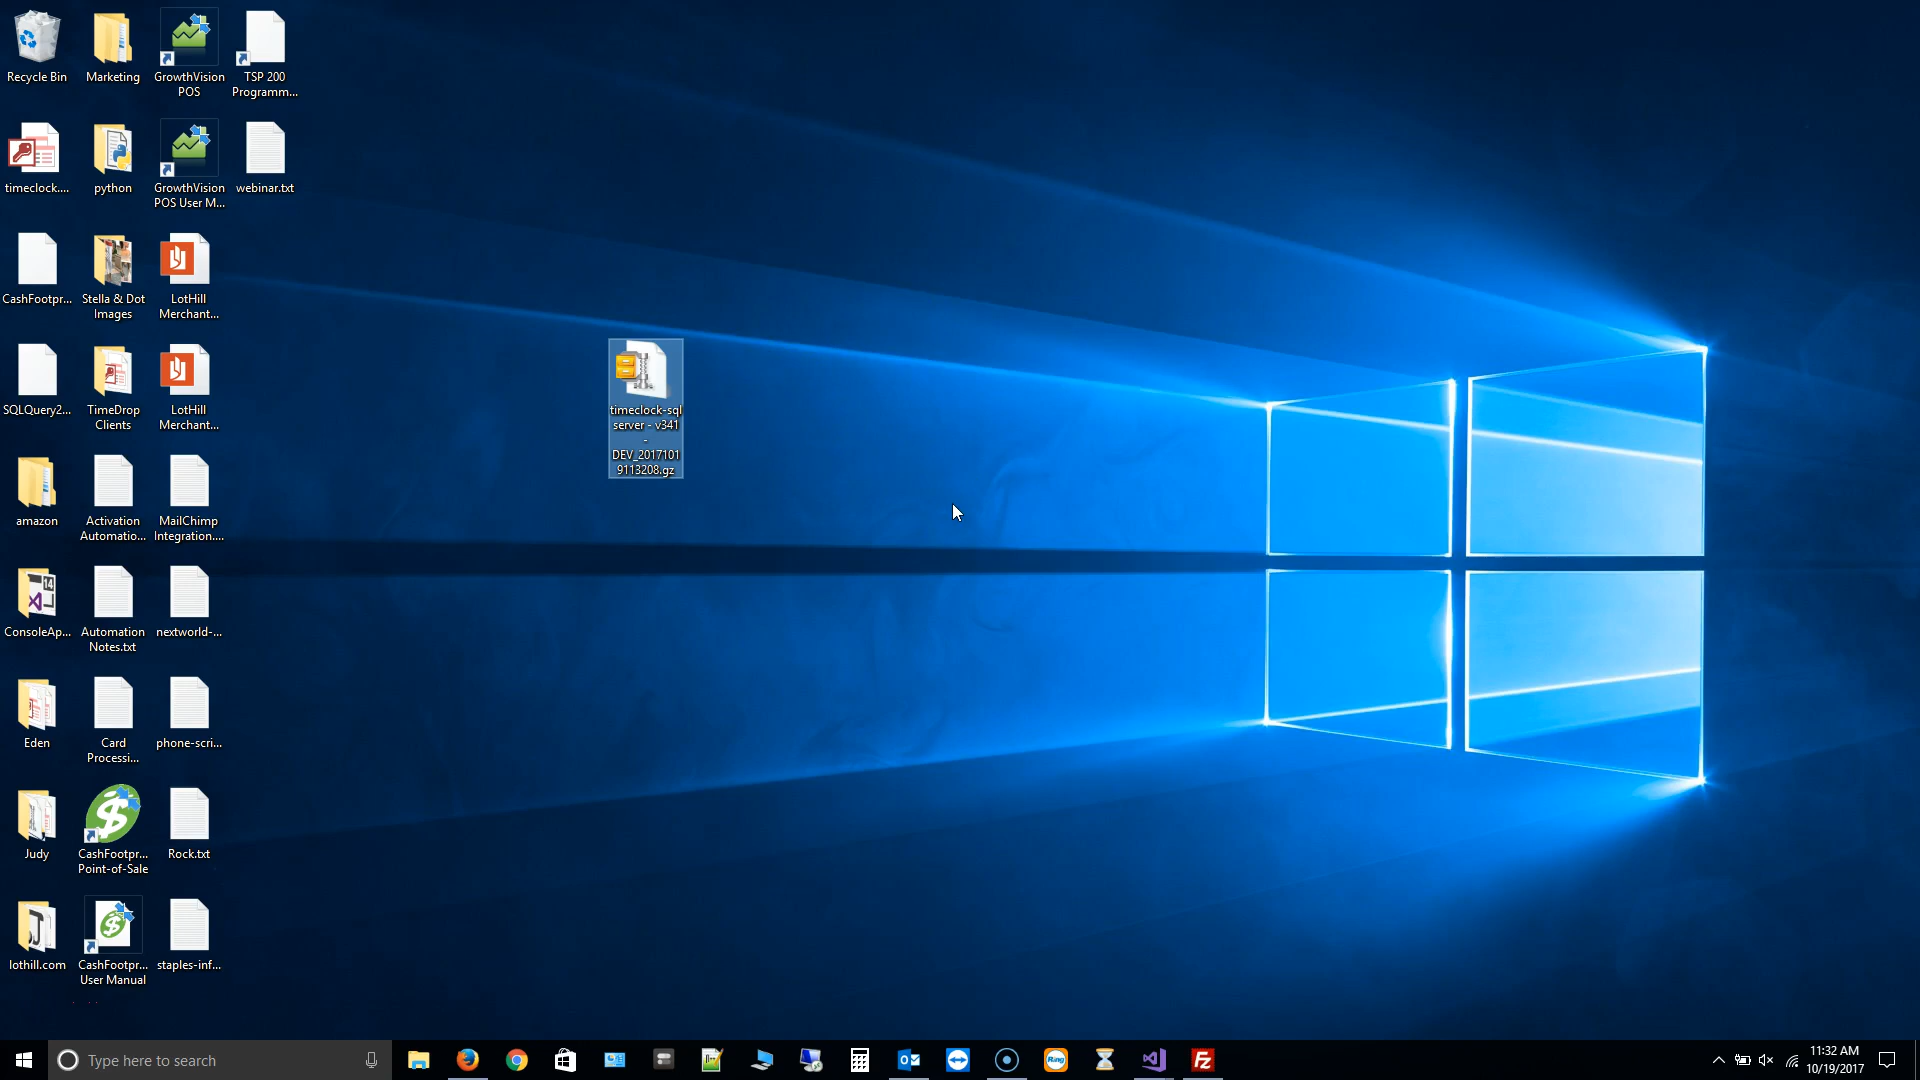 Recycle Bin
Marketing
GrowthVision
POS
TSP 200
Programm...
timeclock....
python
GrowthVision
POS User M...
webinar.txt
CashFootpr...
Stella & Dot
Images
LotHill
Merchant...
SQLQuery2...
TimeDrop
Clients
LotHill
Merchant...
timeclock-sql
server - v341
-
DEV_2017101
9113208.gz
amazon
Activation
Automatio...
MailChimp
Integration....
ConsoleAp...
14
Automation
Notes.txt
nextworld-...
Eden
Card
Processi...
phone-scri...
Judy
CashFootpr...
Point-of-Sale
Rock.txt
lothill.com
CashFootpr...
User Manual
staples-inf...
Type here to search
Ring
Fz
11:32 AM
10/19/2017